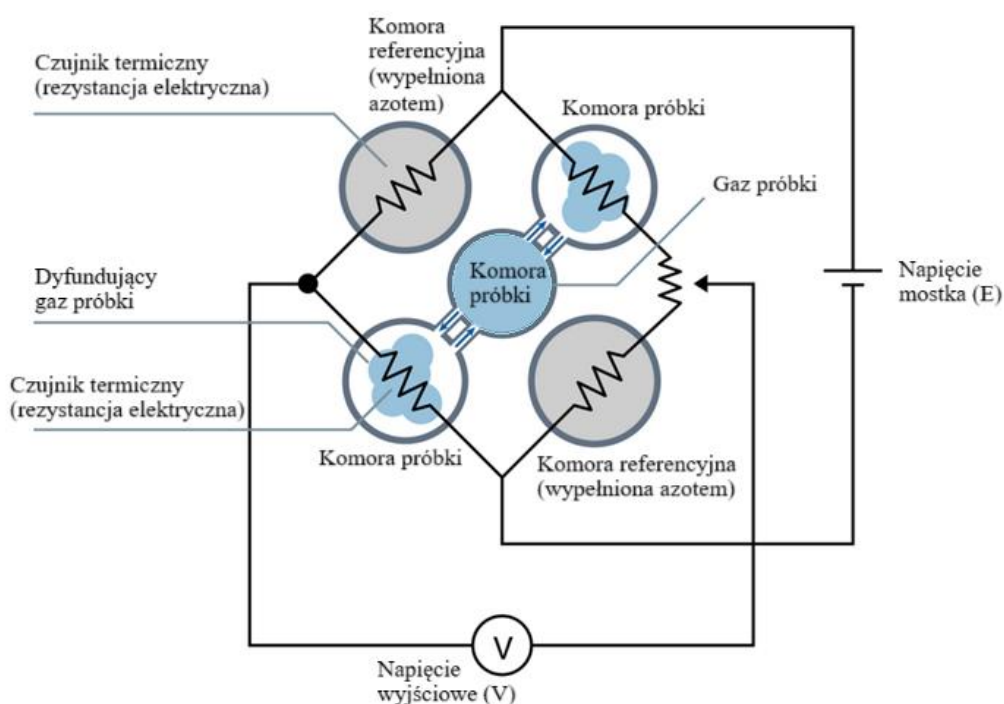 Komora
referencyjna
(wypełniona
azotem)
Czujnik termiczny
(rezystancja elektryczna)
Komora próbki
Gaz próbki
Komora
próbki
Dyfundujący
gaz próbki
Napięcie
mostka (E)
Czujnik termiczny
(rezystancja elektryczna)
Komora próbki
Komora referencyjna
(wypełniona azotem)
V
Napięcie
wyjściowe (V)